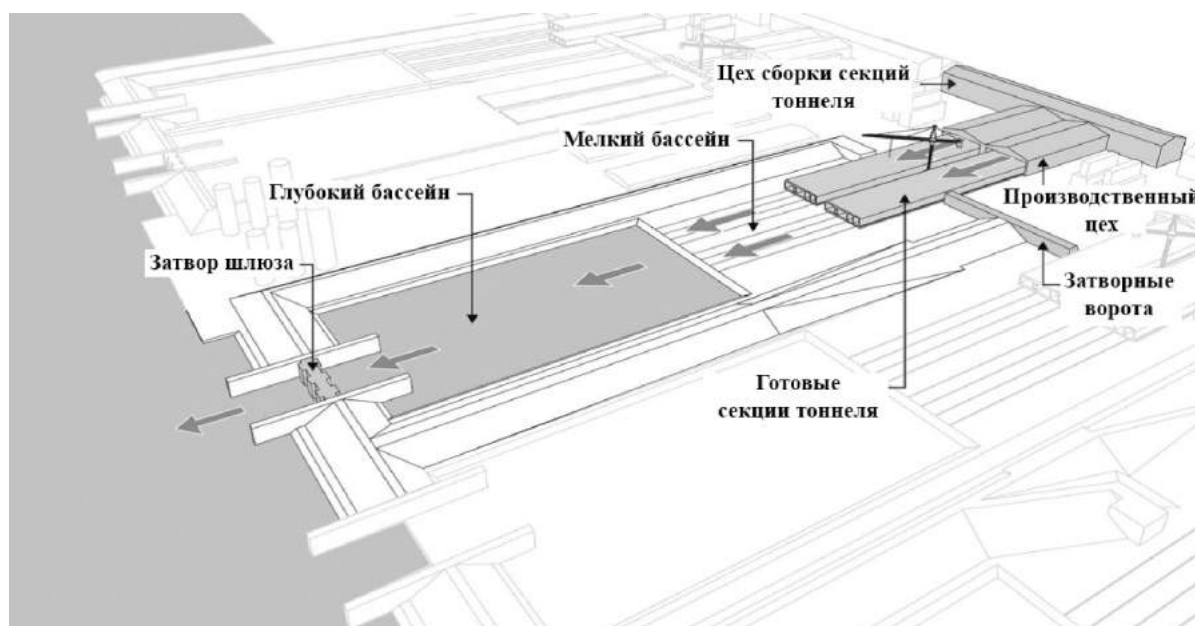 Цех сборки секций
тоннеля
Мелкий бассейн
Глубокий бассейн
Производственный
цех
Затвор шлюза
Затворные
ворота
Готовые
секции тоннеля